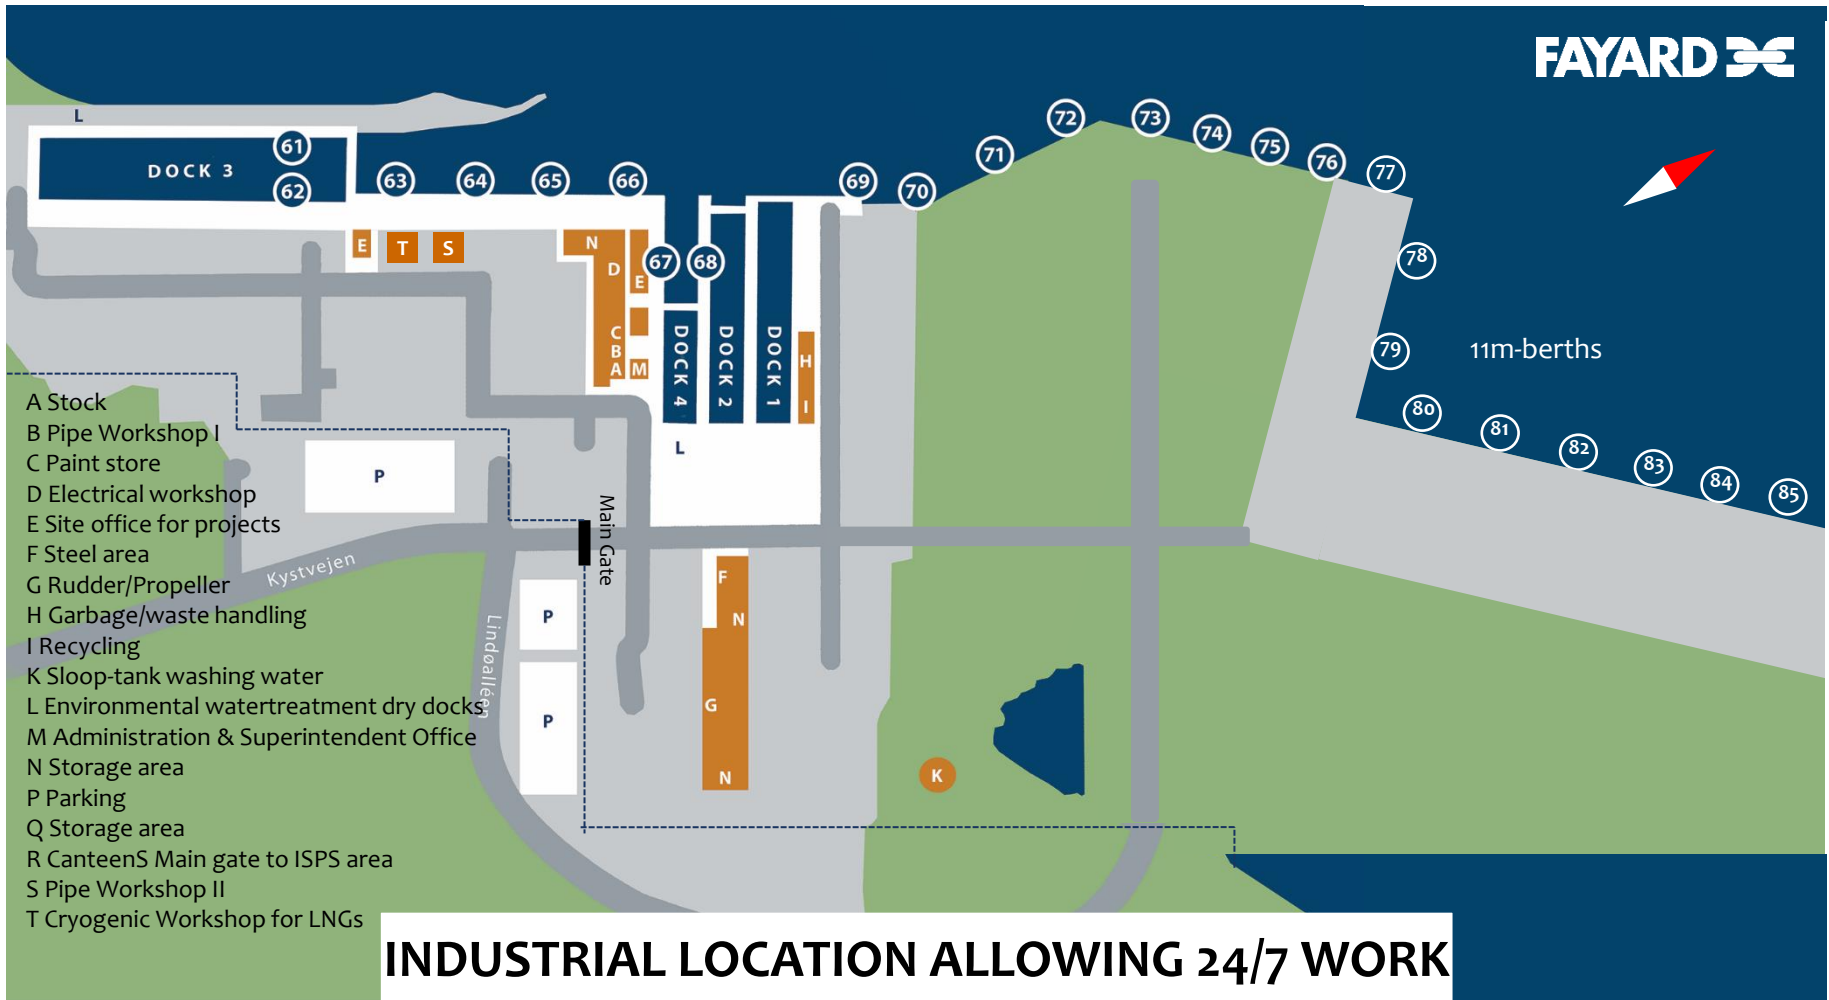 FAYARD
L
DOCK 3
61
62
63
64
65
66
67
68
69
70
71
72
73
74
75
76
77
78
79
80
81
82
83
84
85
11m-berths
E
T
S
N
D
E
C
B
A
M
DOCK 4
DOCK 2
DOCK 1
H
I
L
P
Main Gate
Kystvejen
Lindøalléen
P
P
F
N
G
N
K
A Stock
B Pipe Workshop I
C Paint store
D Electrical workshop
E Site office for projects
F Steel area
G Rudder/Propeller
H Garbage/waste handling
I Recycling
K Sloop-tank washing water
L Environmental watertreatment dry docks
M Administration & Superintendent Office
N Storage area
P Parking
Q Storage area
R CanteenS Main gate to ISPS area
S Pipe Workshop II
T Cryogenic Workshop for LNGs
INDUSTRIAL LOCATION ALLOWING 24/7 WORK